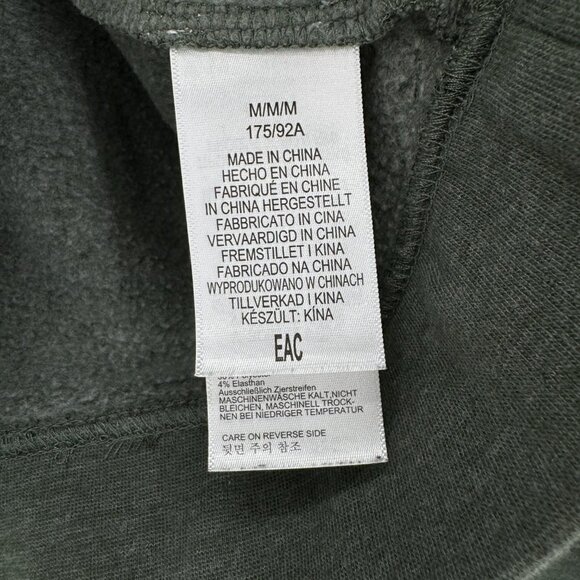 M/M/M
175/92A
MADE IN CHINA
HECHO EN CHINA
FABRIQUÉ EN CHINE
IN CHINA HERGESTELLT
FABBRICATO IN CINA
VERVAARDIGD IN CHINA
FREMSTILLET I KINA
FABRICADO NA CHINA
WYPRODUKOWANO W CHINACH
TILLVERKAD I KINA
KÉSZÜLT: KÍNA
EAC
4% Elasthan
Ausschließlich Zierstreifen
MASCHINENWÄSCHE KALT,NICHT
BLEICHEN, MASCHINELL TROCK-
NEN BEI NIEDRIGER TEMPERATUR
CARE ON REVERSE SIDE
뒷면 주의 참조